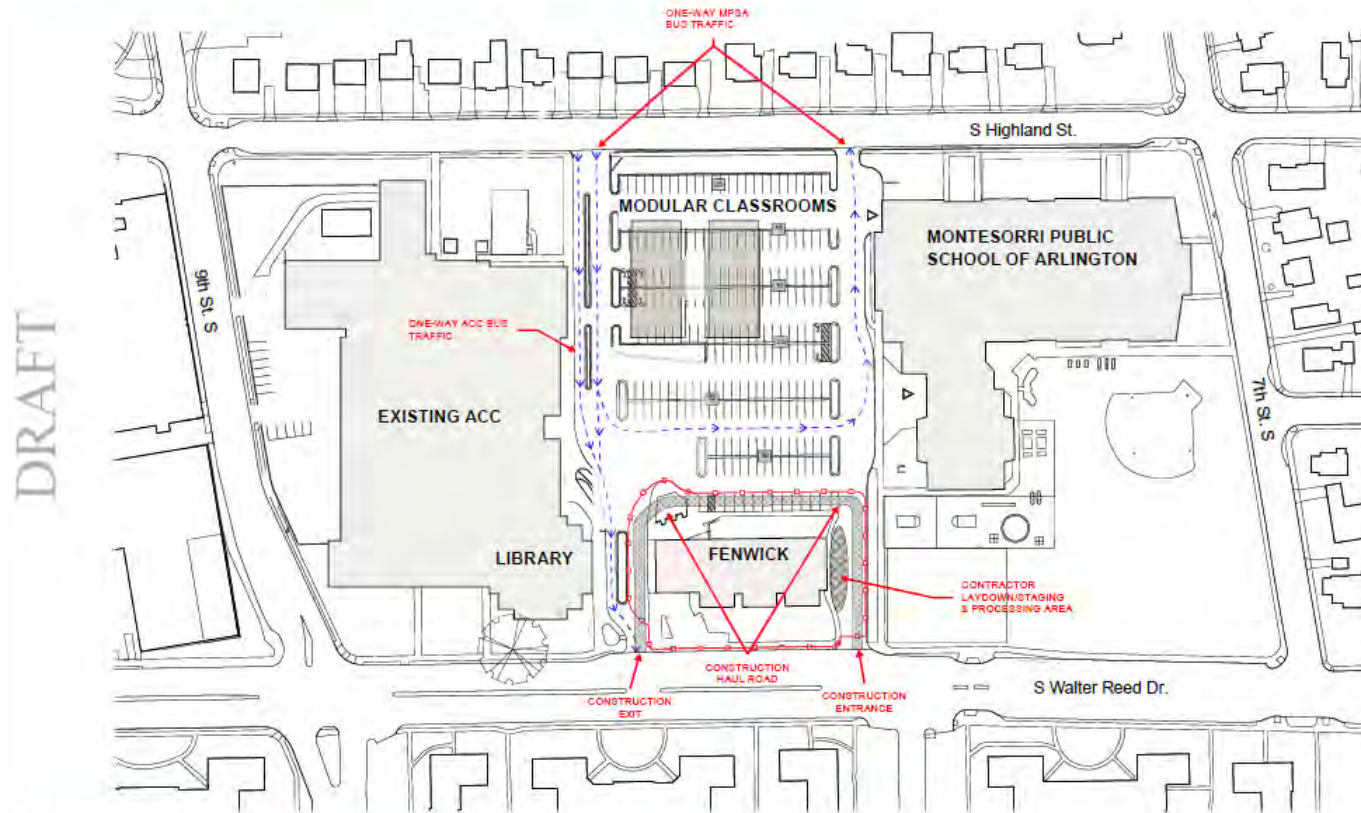 ONE-WAY MPSA
BUS TRAFFIC
S Highland St.
MODULAR CLASSROOMS
MONTESORRI PUBLIC
SCHOOL OF ARLINGTON
9th St. S
ONE-WAY ACC BUS
TRAFFIC
7th St. S
DRAFT
EXISTING ACC
LIBRARY
FENWICK
CONTRACTOR
LAYDOWN/STAGING
& PROCESSING AREA
CONSTRUCTION
HAUL ROAD
S Walter Reed Dr.
CONSTRUCTION
EXIT
CONSTRUCTION
ENTRANCE